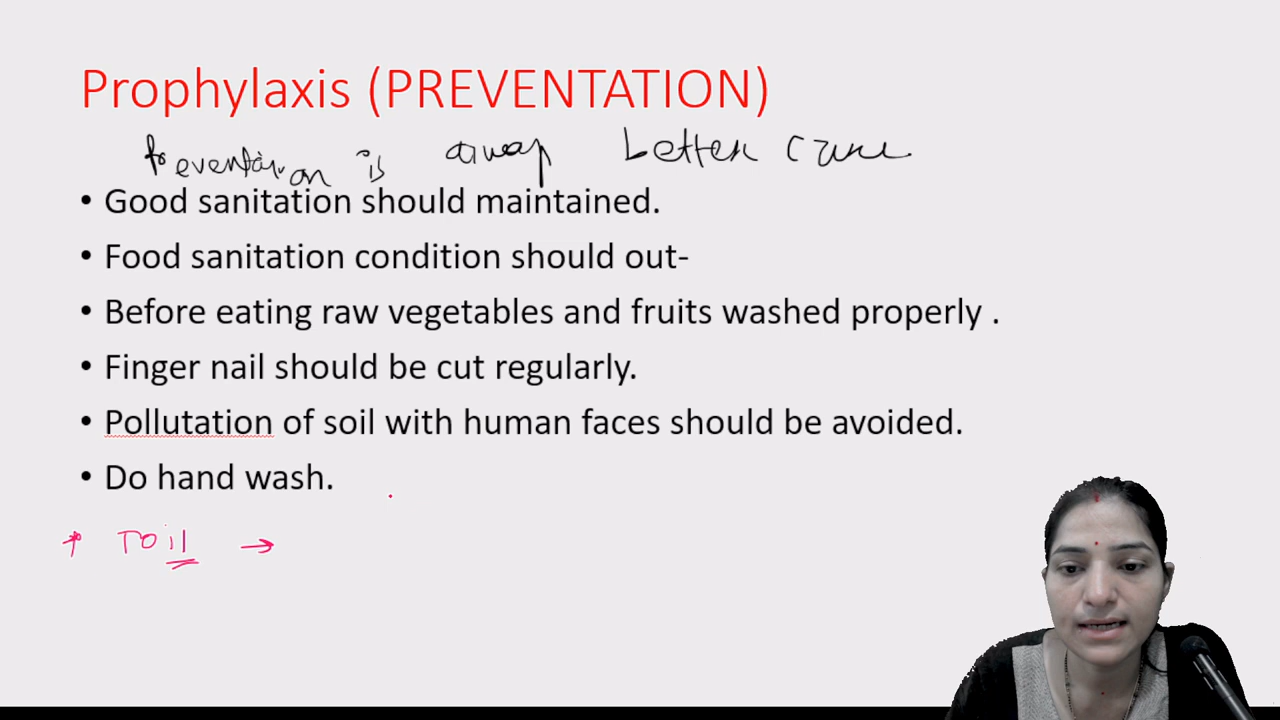 Prophylaxis (PREVENTATION)
Preventation is away better cure
• Good sanitation should maintained.
• Food sanitation condition should out-
• Before eating raw vegetables and fruits washed properly .
• Finger nail should be cut regularly.
• Pollutation of soil with human faces should be avoided.
• Do hand wash.
* Toil →